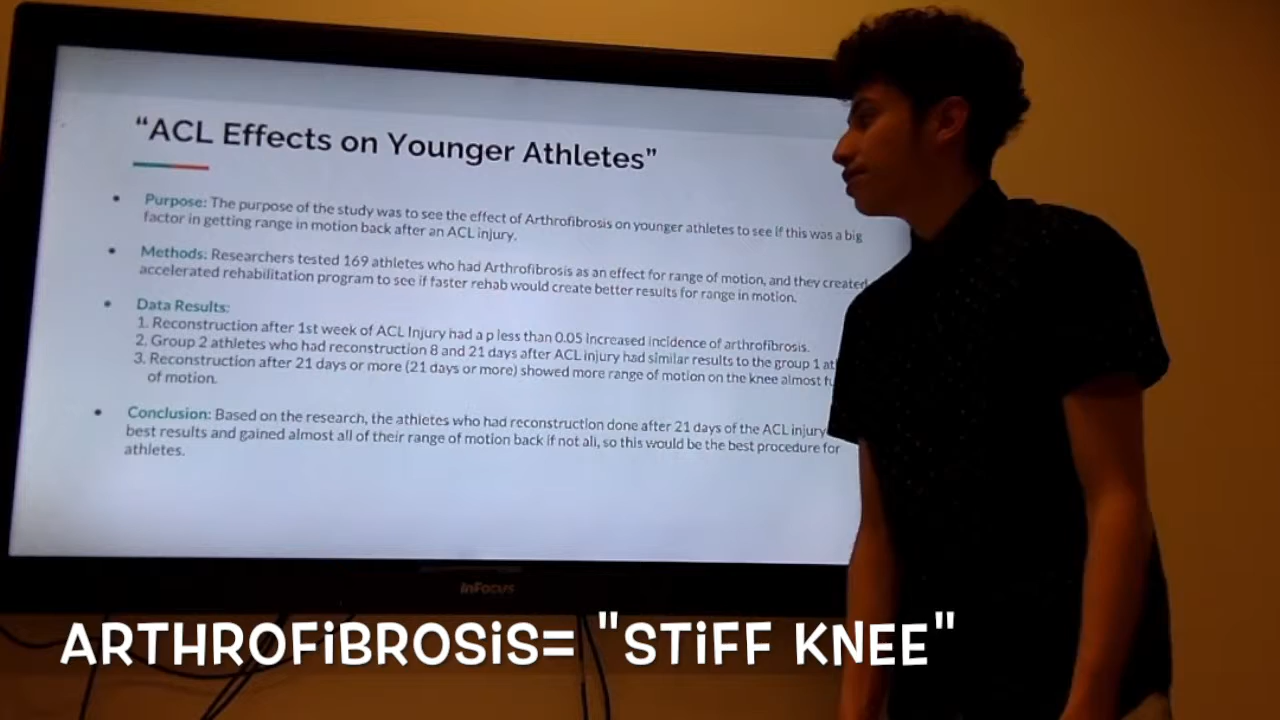 “ACL Effects on Younger Athletes”
• Purpose: The purpose of the study was to see the effect of Arthrofibrosis on younger athletes to see if this was a big
factor in getting range in motion back after an ACL injury.
• Methods: Researchers tested 169 athletes who had Arthrofibrosis as an effect for range of motion, and they created
accelerated rehabilitation program to see if faster rehab would create better results for range in motion.
• Data Results:
1. Reconstruction after 1st week of ACL Injury had a p less than 0.05 increased incidence of arthrofibrosis.
2. Group 2 athletes who had reconstruction 8 and 21 days after ACL injury had similar results to the group 1
3. Reconstruction after 21 days or more (21 days or more) showed more range of motion on the knee almost
of motion.
• Conclusion: Based on the research, the athletes who had reconstruction done after 21 days of the ACL injury
best results and gained almost all of their range of motion back if not all, so this would be the best procedure for
athletes.
InFocus
ARTHROFiBROSiS= "STiFF KNEE"